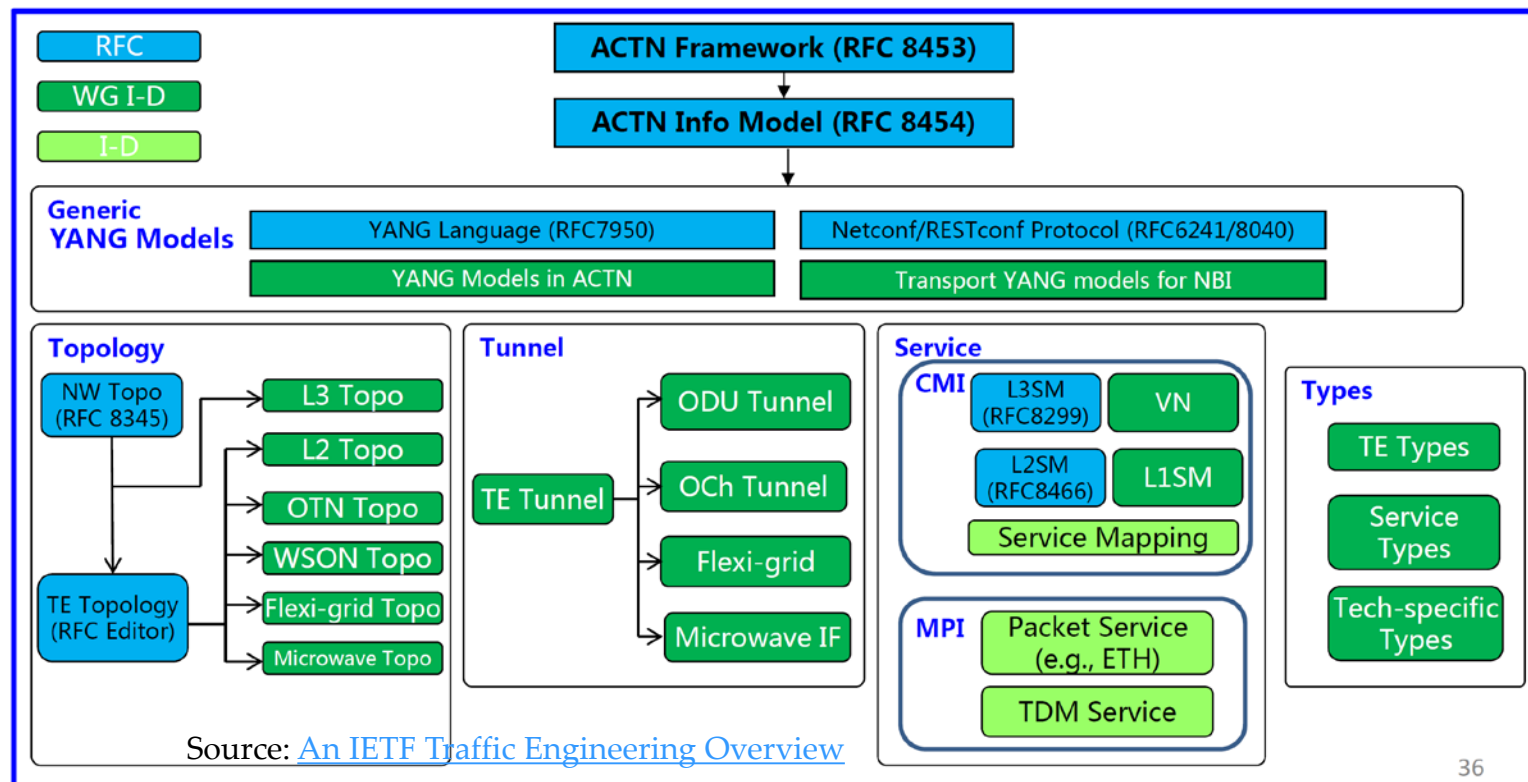 RFC
WG I-D
I-D
ACTN Framework (RFC 8453)
ACTN Info Model (RFC 8454)
Generic
YANG Models
YANG Language (RFC7950)
Netconf/RESTconf Protocol (RFC6241/8040)
YANG Models in ACTN
Transport YANG models for NBI
Topology
NW Topo
(RFC 8345)
TE Topology
(RFC Editor)
L3 Topo
L2 Topo
OTN Topo
WSON Topo
Flexi-grid Topo
Microwave Topo
Tunnel
TE Tunnel
ODU Tunnel
OCh Tunnel
Flexi-grid
Microwave IF
Service
CMI
L3SM
(RFC8299)
VN
L2SM
(RFC8466)
L1SM
Service Mapping
MPI
Packet Service
(e.g., ETH)
TDM Service
Types
TE Types
Service
Types
Tech-specific
Types
Source: An IETF Traffic Engineering Overview
36